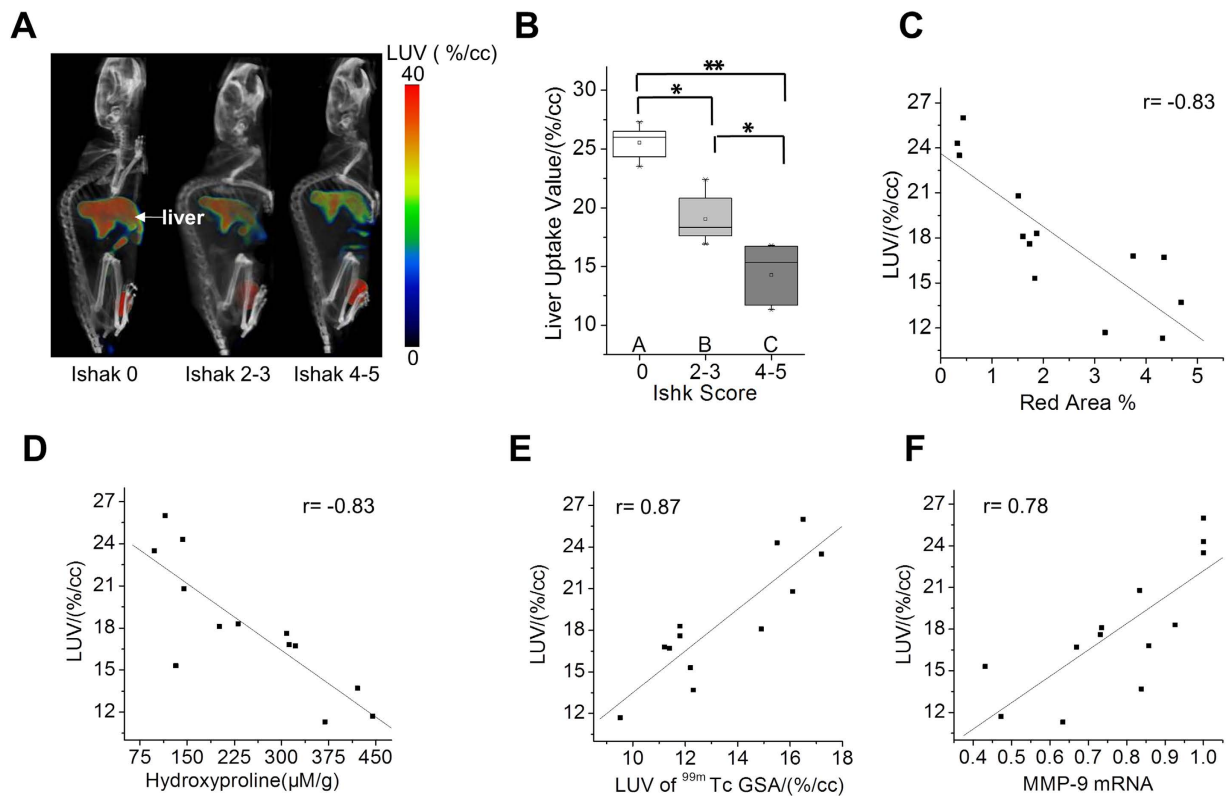 A
LUV ( %/cc)
40
liver
0
Ishak 0
Ishak 2-3
Ishak 4-5
B
Liver Uptake Value/(%/cc)
30
25
20
15
10
**
*
*
A
B
C
0
2-3
4-5
Ishk Score
C
r= -0.83
LUV/(%/cc)
27
24
21
18
15
12
0
1
2
3
4
5
Red Area %
D
r= -0.83
LUV/(%/cc)
27
24
21
18
15
12
75
150
225
300
375
450
Hydroxyproline(μM/g)
E
r= 0.87
LUV/(%/cc)
27
24
21
18
15
12
10
12
14
16
18
LUV of ⁹⁹ᵐ Tc GSA/(%/cc)
F
r= 0.78
LUV/(%/cc)
27
24
21
18
15
12
0.4
0.5
0.6
0.7
0.8
0.9
1.0
MMP-9 mRNA